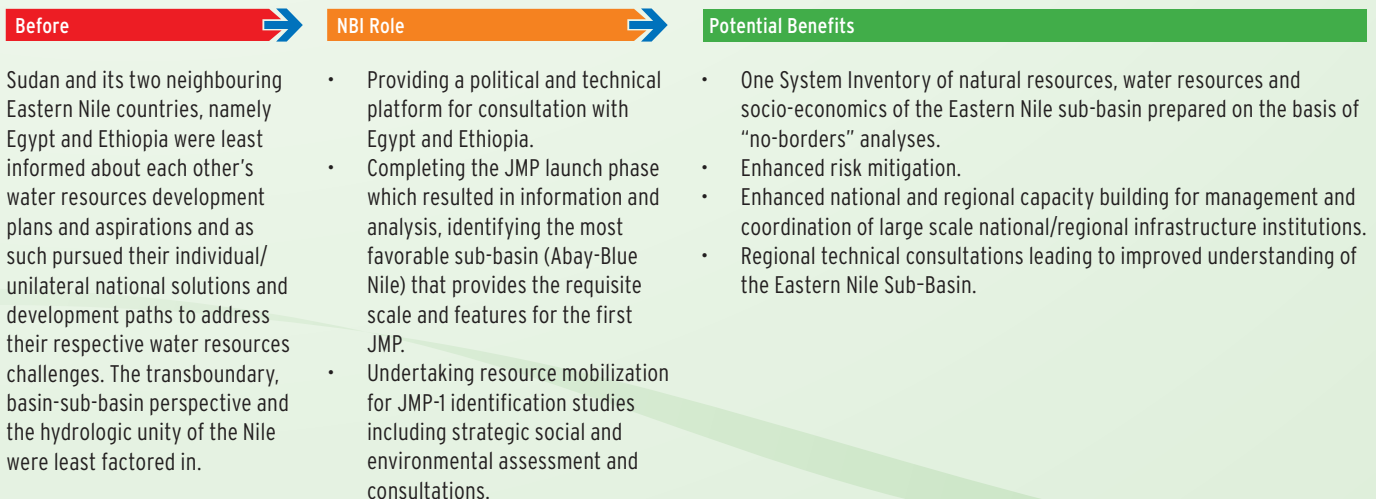 Before
Sudan and its two neighbouring
Eastern Nile countries, namely
Egypt and Ethiopia were least
informed about each other’s
water resources development
plans and aspirations and as
such pursued their individual/
unilateral national solutions and
development paths to address
their respective water resources
challenges. The transboundary,
basin-sub-basin perspective and
the hydrologic unity of the Nile
were least factored in.
NBI Role
• Providing a political and technical
platform for consultation with
Egypt and Ethiopia.
• Completing the JMP launch phase
which resulted in information and
analysis, identifying the most
favorable sub-basin (Abay-Blue
Nile) that provides the requisite
scale and features for the first
JMP.
• Undertaking resource mobilization
for JMP-1 identification studies
including strategic social and
environmental assessment and
consultations.
Potential Benefits
• One System Inventory of natural resources, water resources and
socio-economics of the Eastern Nile sub-basin prepared on the basis of
“no-borders” analyses.
• Enhanced risk mitigation.
• Enhanced national and regional capacity building for management and
coordination of large scale national/regional infrastructure institutions.
• Regional technical consultations leading to improved understanding of
the Eastern Nile Sub-Basin.